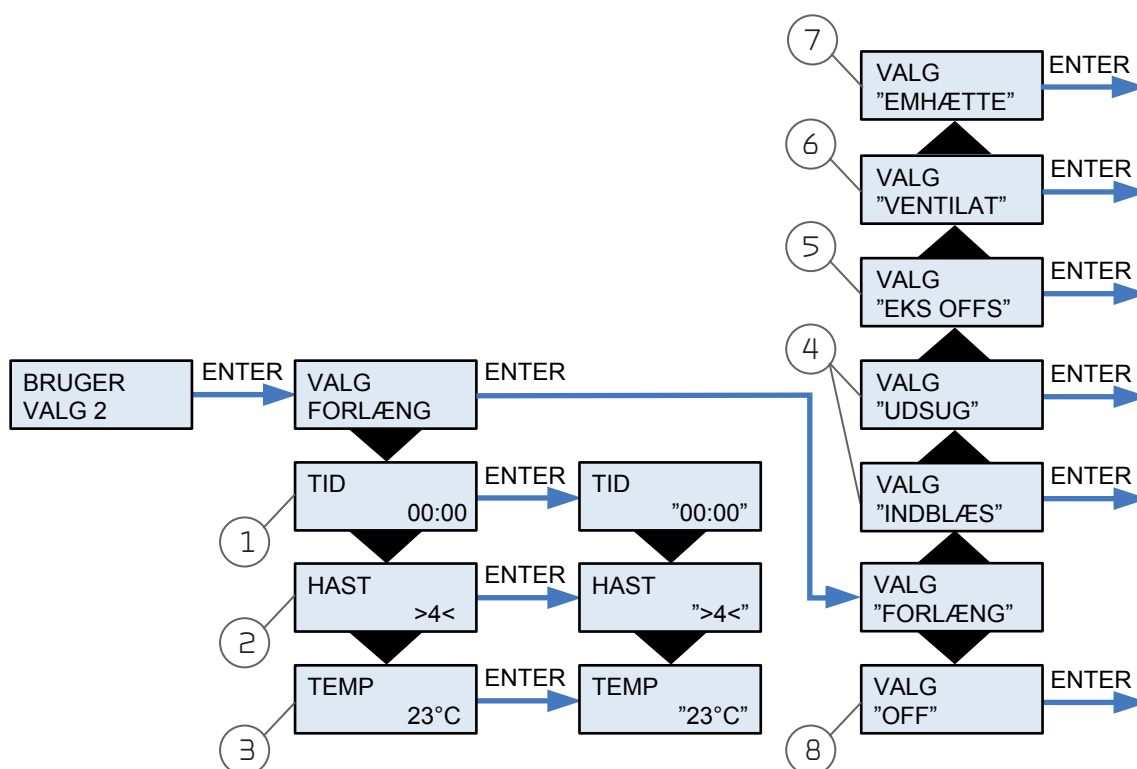 7
VALG
”EMHÆTTE”
ENTER
6
VALG
”VENTILAT”
ENTER
5
VALG
”EKS OFFS”
ENTER
BRUGER
VALG 2
ENTER
VALG
FORLÆNG
ENTER
4
VALG
”UDSUG”
ENTER
1
TID
00:00
ENTER
TID
”00:00”
VALG
”INDBLÆS”
ENTER
2
HAST
>4<
ENTER
HAST
”>4<”
VALG
”FORLÆNG”
3
TEMP
23°C
ENTER
TEMP
”23°C”
8
VALG
”OFF”
ENTER